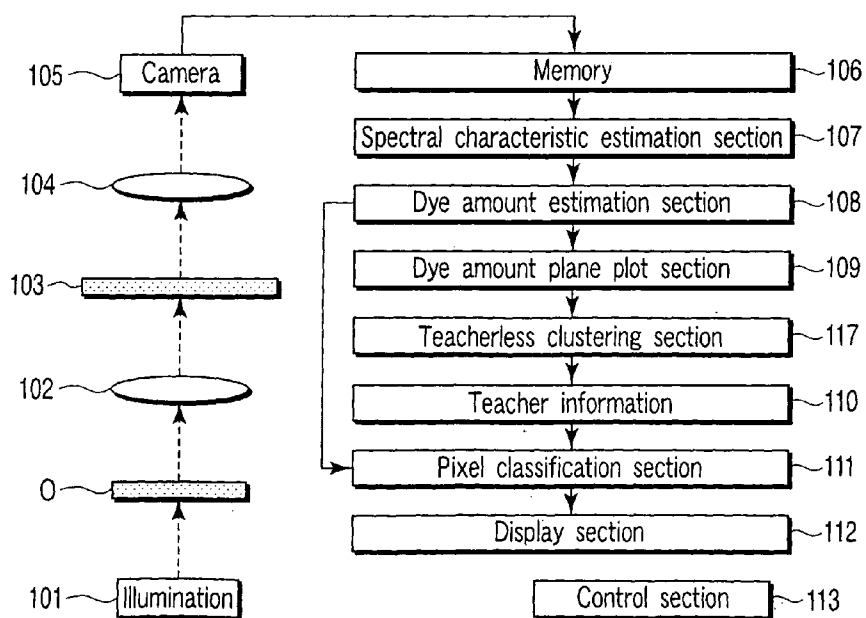 105
Camera
104
103
102
O
101
Illumination
Memory
106
Spectral characteristic estimation section
107
Dye amount estimation section
108
Dye amount plane plot section
109
Teacherless clustering section
117
Teacher information
110
Pixel classification section
111
Display section
112
Control section
113